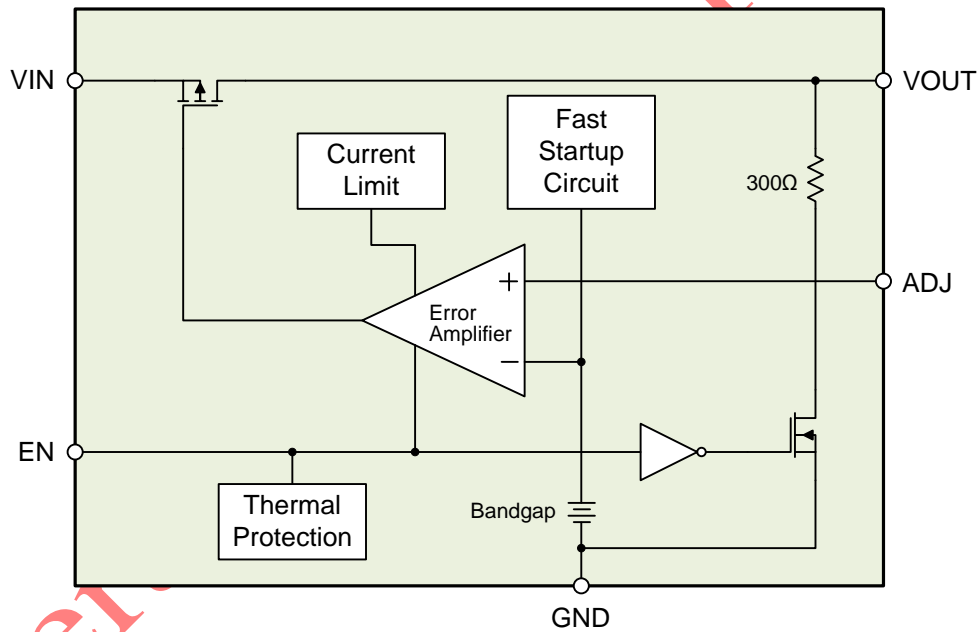 VIN
VOUT
Current
Limit
Fast
Startup
Circuit
300Ω
+
ADJ
Error
Amplifier
−
EN
Thermal
Protection
Bandgap
GND